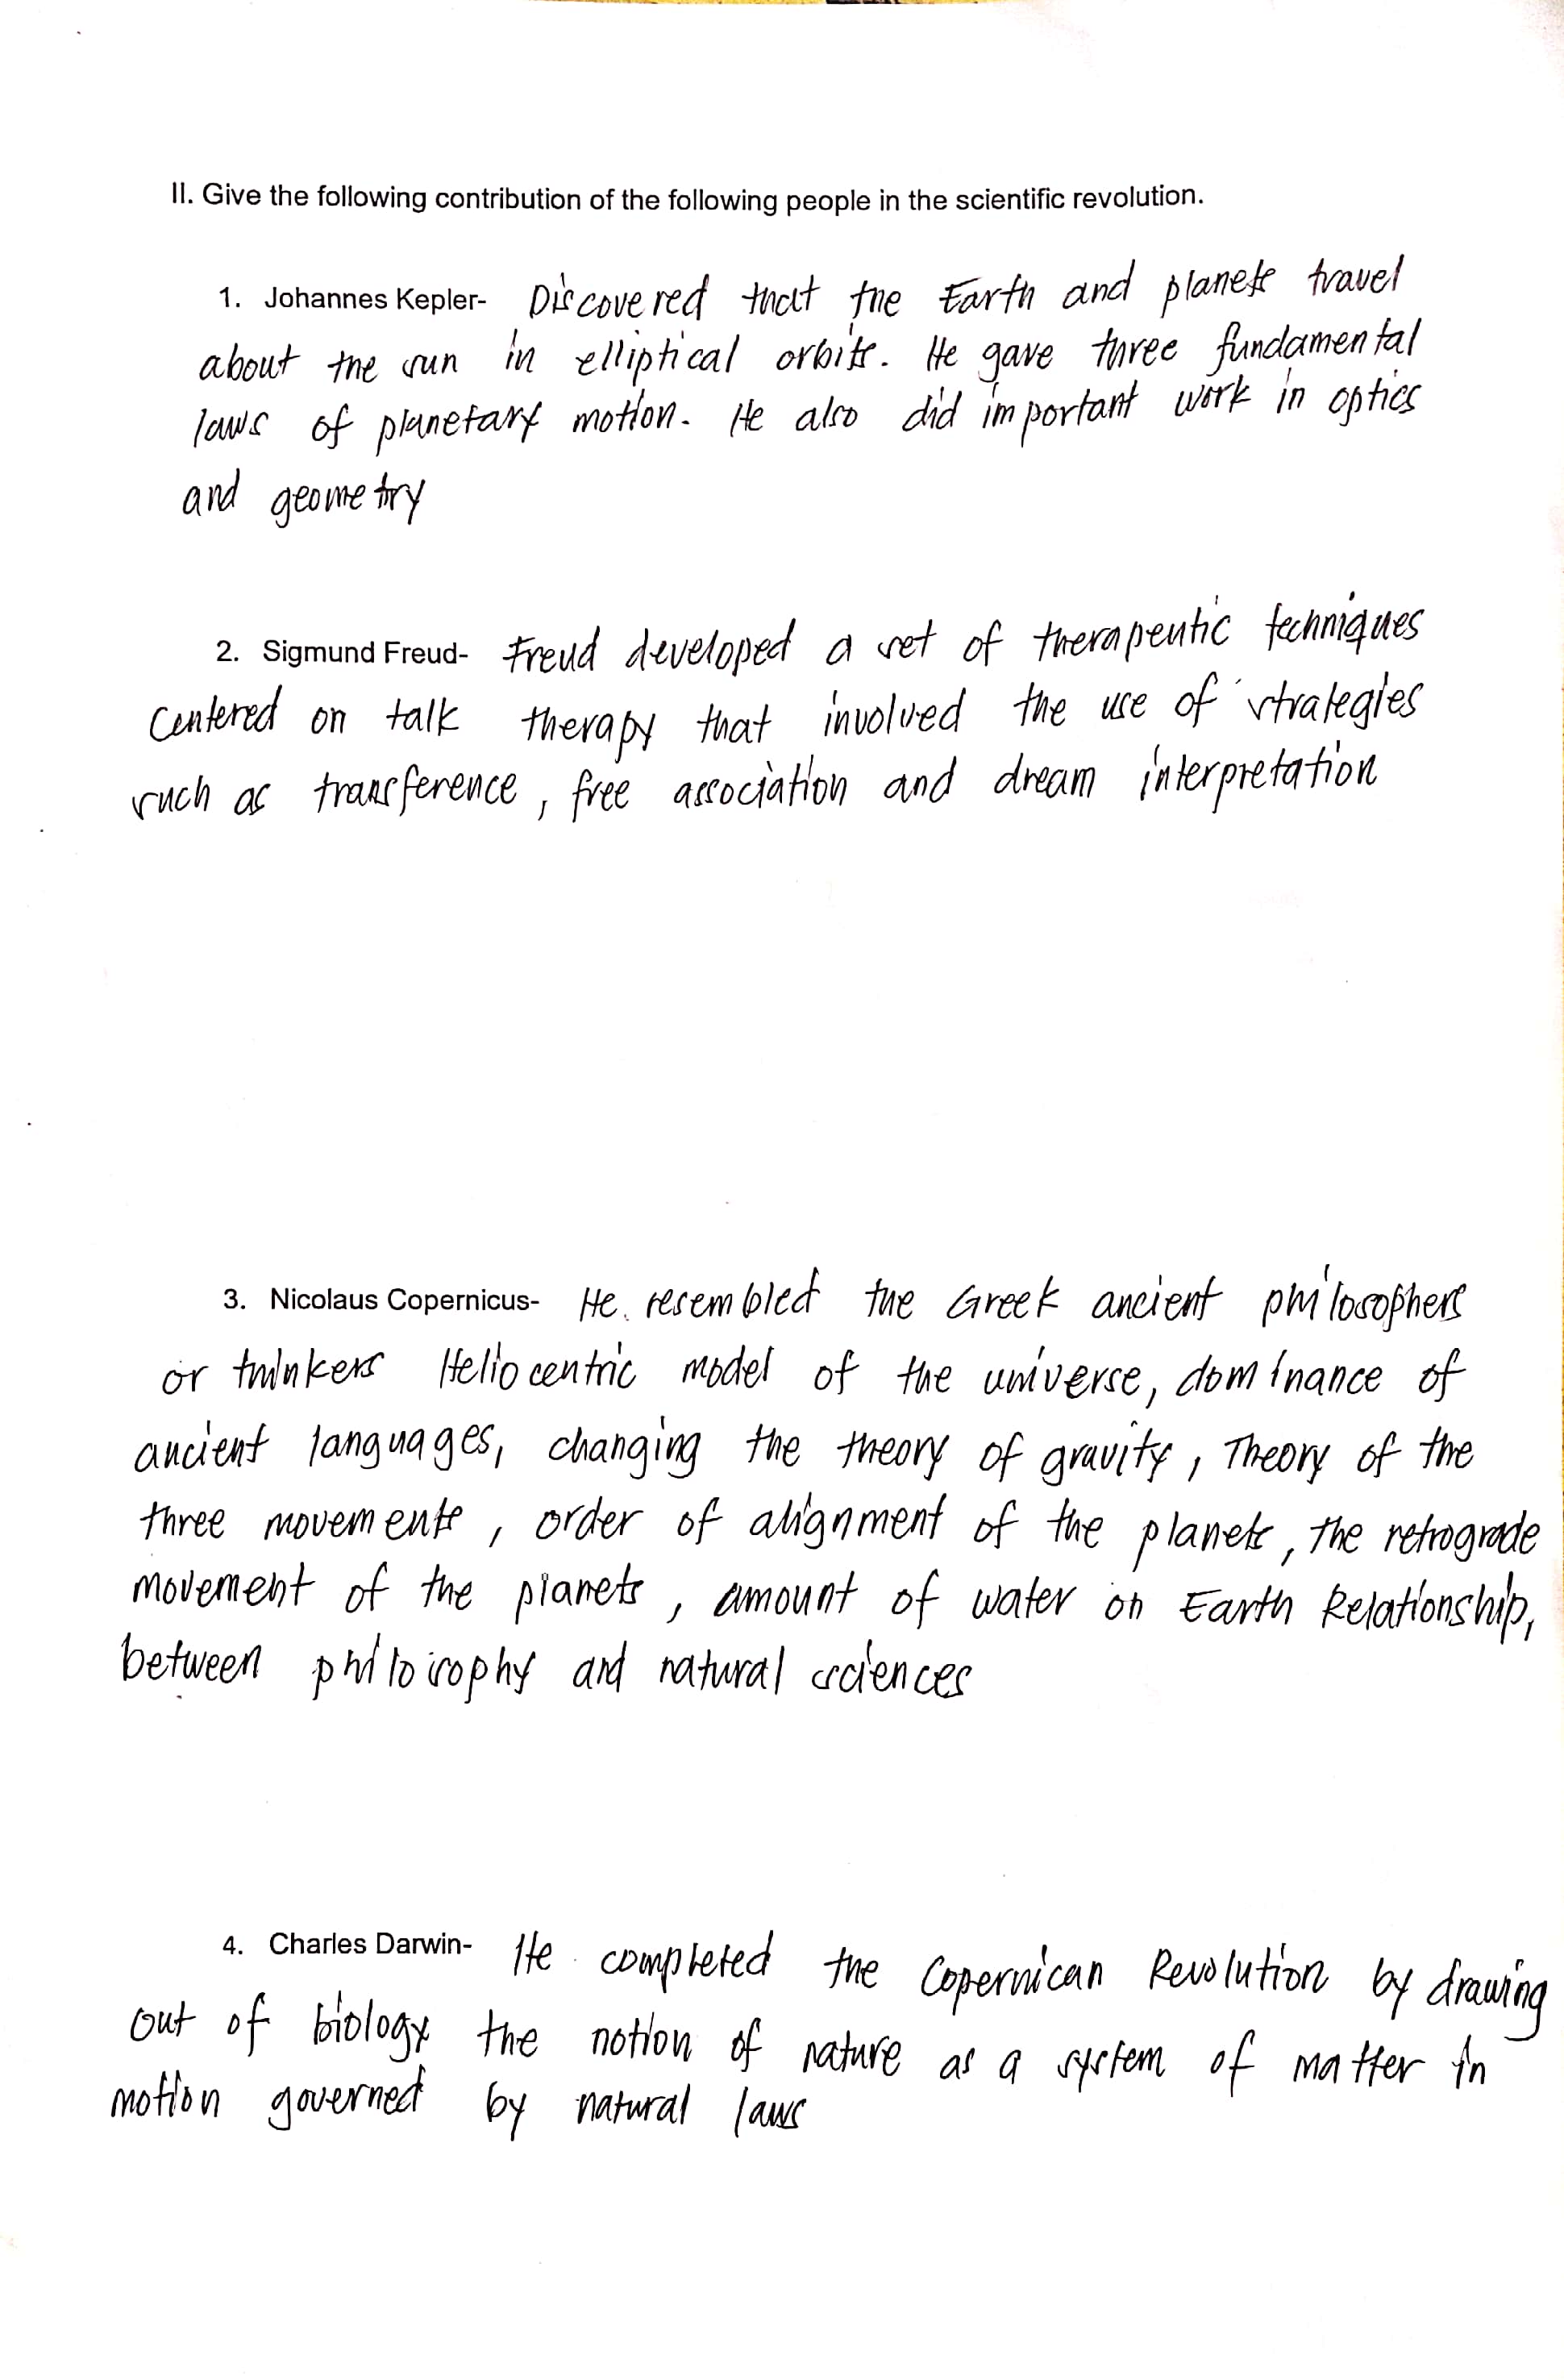 II. Give the following contribution of the following people in the scientific revolution.
1. Johannes Kepler- Discovered that the Earth and planets travel
about the sun in elliptical orbits. He gave three fundamental
laws of planetary motion. He also did important work in optics
and geometry
2. Sigmund Freud- Freud developed a set of therapeutic techniques
Centered on talk therapy that involved the use of strategies
such as transference, free association and dream interpretation
3. Nicolaus Copernicus- He resembled the Greek ancient philosophers
or thinkers Heliocentric model of the universe, dominance of
ancient languages, changing the theory of gravity, Theory of the
three movements, order of alignment of the planets, the retrograde
movement of the planets, amount of water on Earth Relationship,
between philosophy and natural sciences
4. Charles Darwin- He completed the Copernican Revolution by drawing
out of biology the notion of nature as a system of matter in
motion governed by natural laws